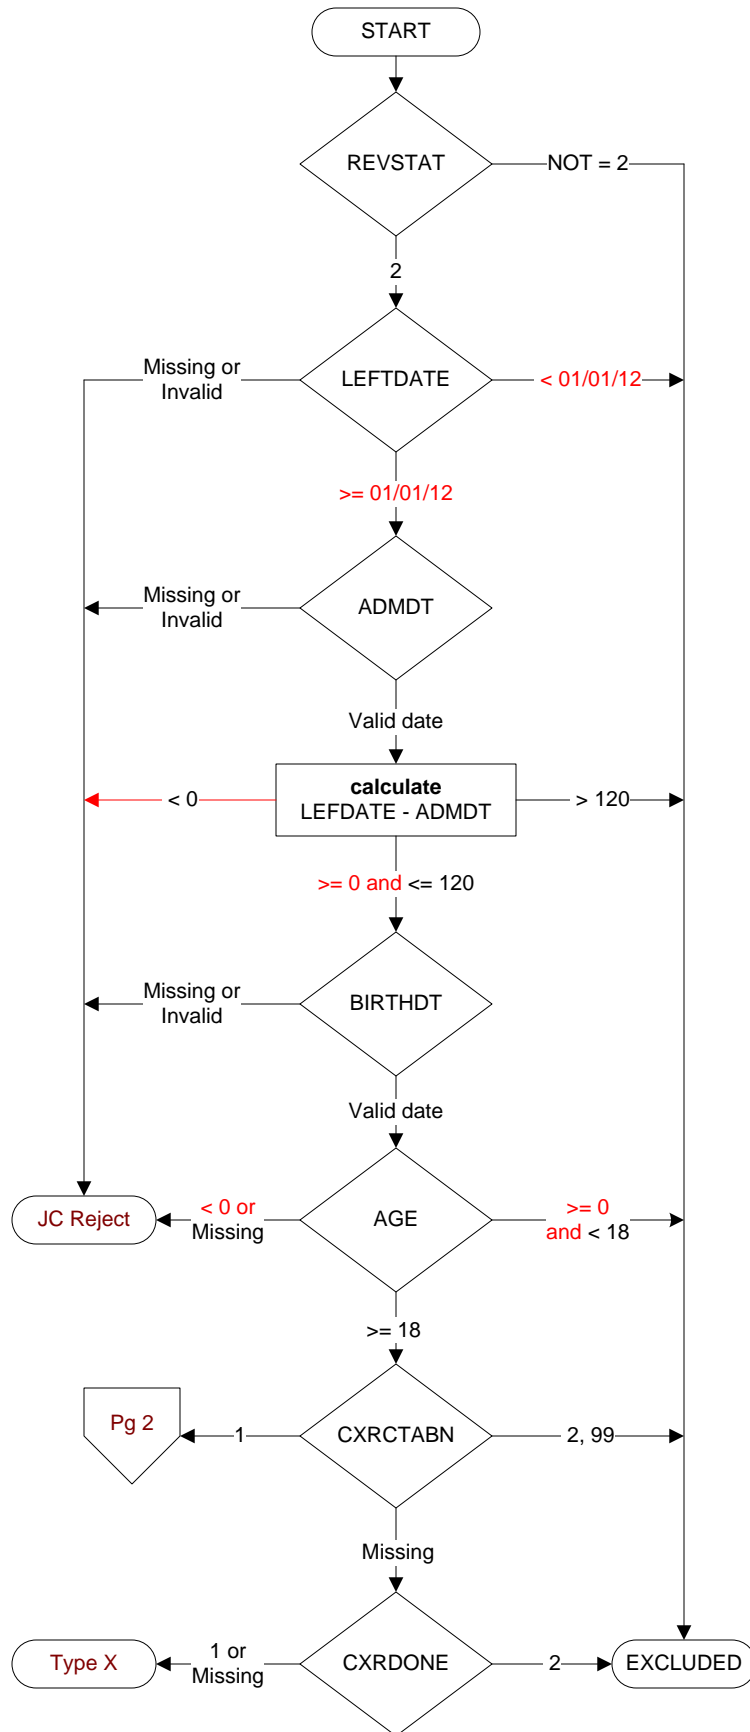 START
REVSTAT
NOT = 2
2
Missing or
Invalid
LEFTDATE
< 01/01/12
>= 01/01/12
Missing or
Invalid
ADMDT
Valid date
< 0
calculate
LEFDATE - ADMDT
> 120
>= 0 and <= 120
Missing or
Invalid
BIRTHDT
Valid date
JC Reject
< 0 or
Missing
AGE
>= 0
and < 18
>= 18
Pg 2
1
CXRCTABN
2, 99
Missing
Type X
1 or
Missing
CXRDONE
2
EXCLUDED